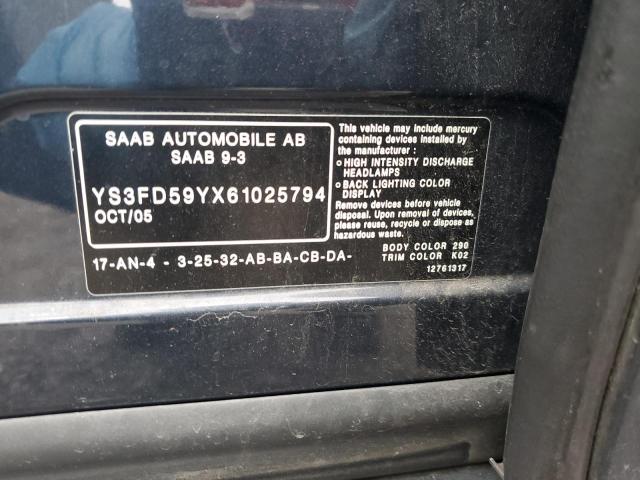 SAAB AUTOMOBILE AB
SAAB 9-3
YS3FD59YX61025794
OCT/05
17-AN-4 - 3-25-32-AB-BA-CB-DA-
This vehicle may include mercury
containing devices installed by
the manufacturer :
o HIGH INTENSITY DISCHARGE
HEADLAMPS
o BACK LIGHTING COLOR
DISPLAY
Remove devices before vehicle
disposal. Upon removal of devices,
please reuse, recycle or dispose as
hazardous waste.
BODY COLOR 290
TRIM COLOR K02
12761317